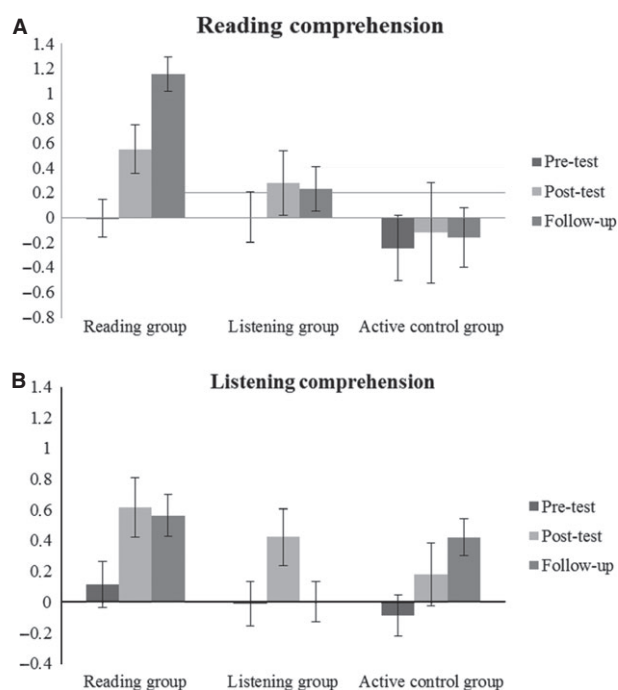 A
Reading comprehension
1.4
1.2
1
0.8
0.6
0.4
0.2
0
–0.2
–0.4
–0.6
–0.8
Reading group Listening group Active control group
Pre-test
Post-test
Follow-up
B
Listening comprehension
1.4
1.2
1
0.8
0.6
0.4
0.2
0
–0.2
–0.4
Reading group Listening group Active control group
Pre-test
Post-test
Follow-up